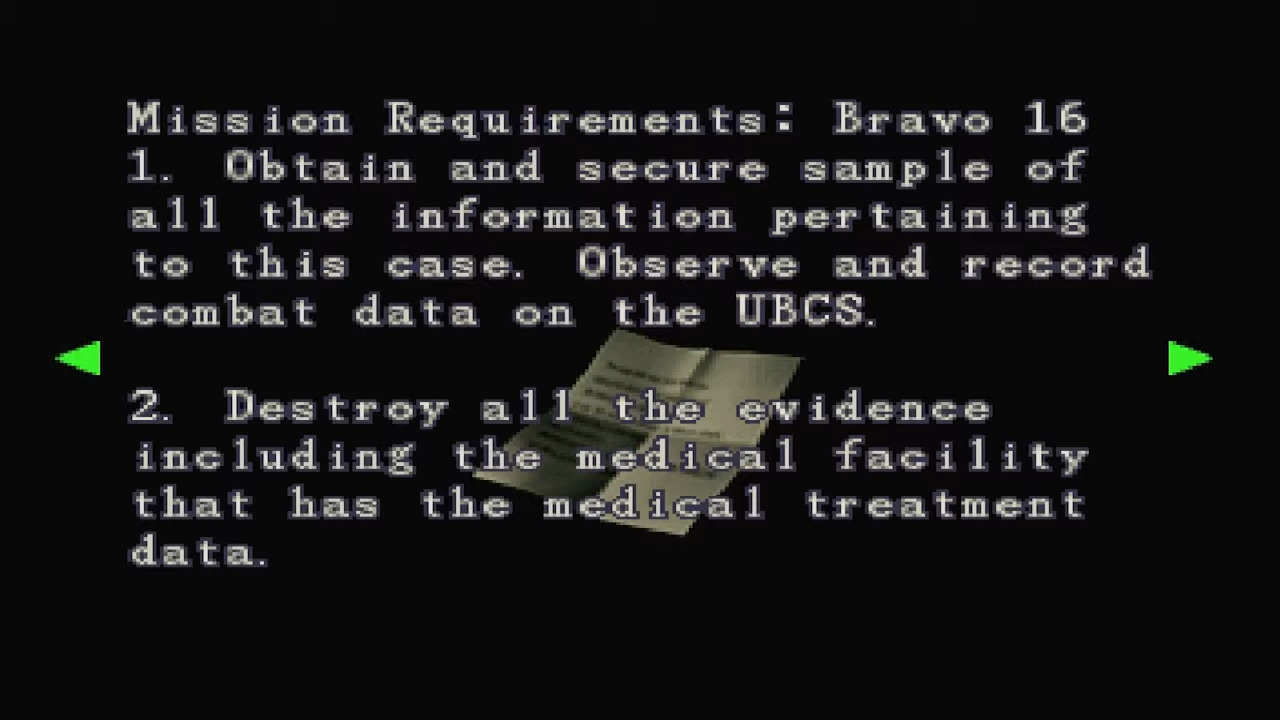 Mission Requirements: Bravo 16
1. Obtain and secure sample of
all the information pertaining
to this case. Observe and record
combat data on the UBCS.
2. Destroy all the evidence
including the medical facility
that has the medical treatment
data.